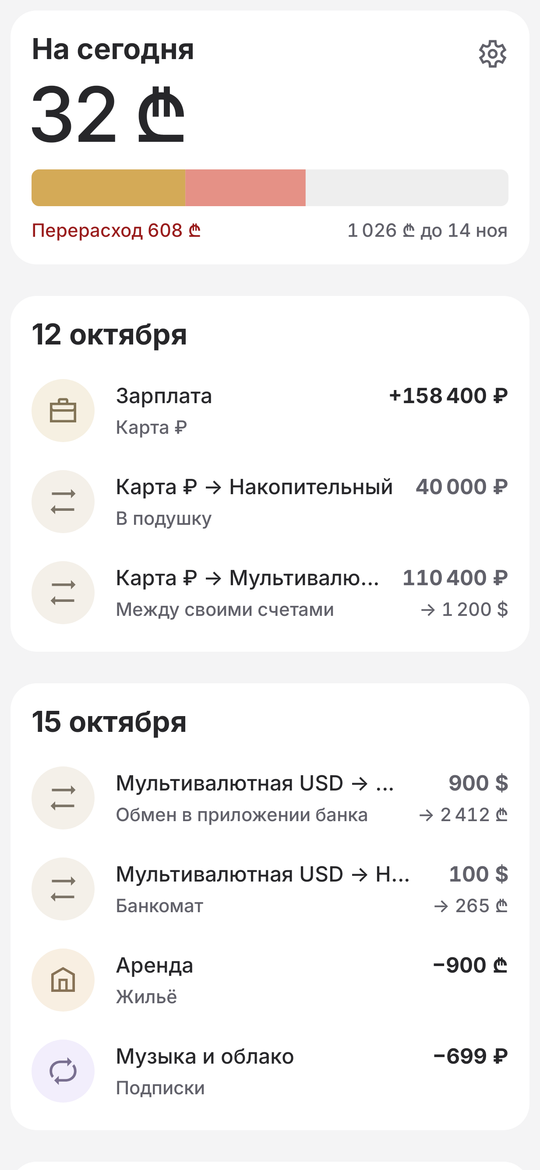 На сегодня
32 ₾
Перерасход 608 ₾
1 026 ₾ до 14 ноя
12 октября
Зарплата
+158 400 ₽
Карта ₽
Карта ₽ → Накопительный
40 000 ₽
В подушку
Карта ₽ → Мультивалю...
110 400 ₽
Между своими счетами
→ 1 200 $
15 октября
Мультивалютная USD → ...
900 $
Обмен в приложении банка
→ 2 412 ₾
Мультивалютная USD → Н...
100 $
Банкомат
→ 265 ₾
Аренда
−900 ₾
Жильё
Музыка и облако
−699 ₽
Подписки